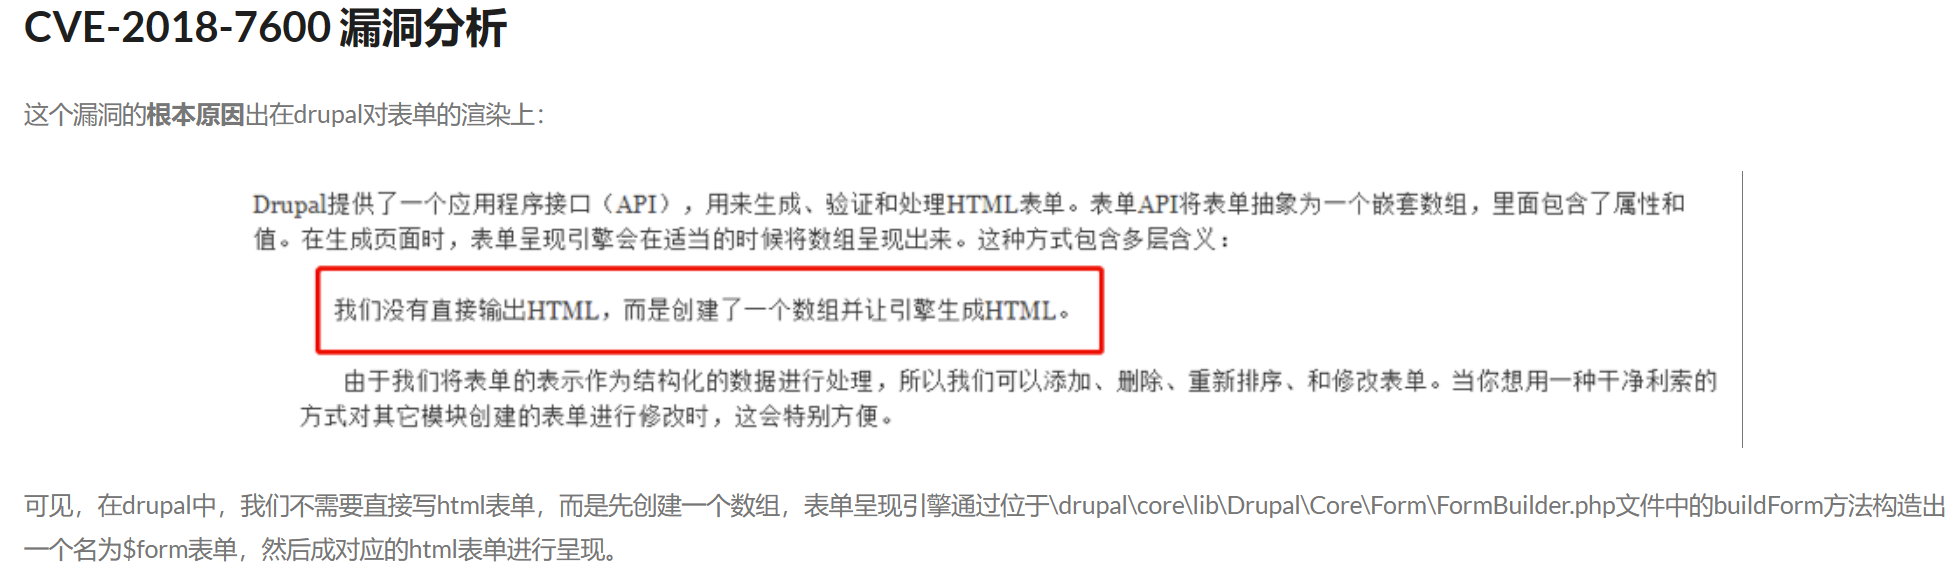 CVE-2018-7600 漏洞分析
这个漏洞的根本原因出在drupal对表单的渲染上：
Drupal提供了一个应用程序接口（API），用来生成、验证和处理HTML表单。表单API将表单抽象为一个嵌套数组，里面包含了属性和
值。在生成页面时，表单呈现引擎会在适当的时候将数组呈现出来。这种方式包含多层含义：
我们没有直接输出HTML，而是创建了一个数组并让引擎生成HTML。
由于我们将表单的表示作为结构化的数据进行处理，所以我们可以添加、删除、重新排序、和修改表单。当你想用一种干净利索的
方式对其它模块创建的表单进行修改时，这会特别方便。
可见，在drupal中，我们不需要直接写html表单，而是先创建一个数组，表单呈现引擎通过位于\drupal\core\lib\Drupal\Core\Form\FormBuilder.php文件中的buildForm方法构造出
一个名为$form表单，然后成对应的html表单进行呈现。